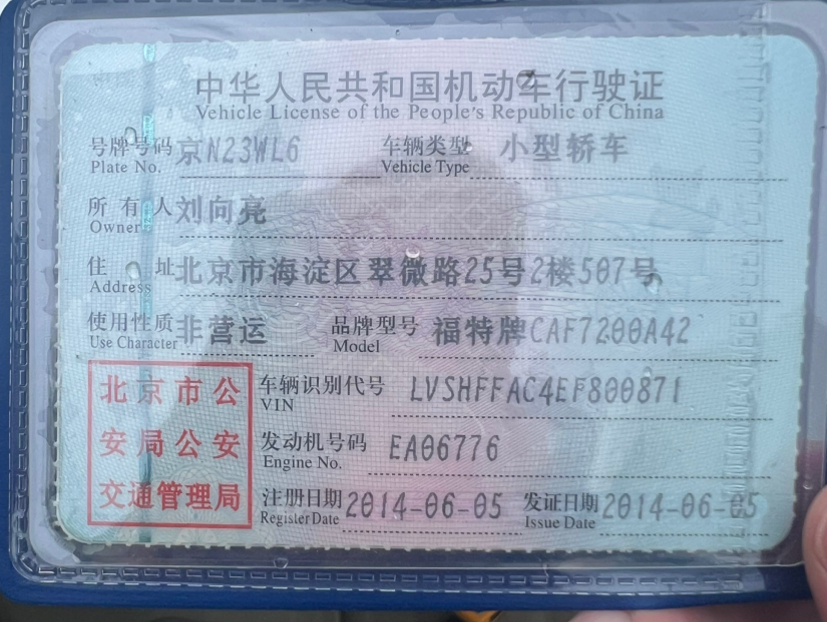 中华人民共和国机动车行驶证
Vehicle License of the People's Republic of China
号牌号码 京N23WL6 车辆类型 小型轿车
Plate No. Vehicle Type
所有人 刘向亮
Owner
住址 北京市海淀区翠微路25号2楼507号
Address
使用性质 非营运 品牌型号 福特牌CAF7200A42
Use Character Model
北京市公安局公安交通管理局
车辆识别代号 LVSHFFAC4EF800871
VIN
发动机号码 EA06776
Engine No.
注册日期 2014-06-05 发证日期 2014-06-05
Register Date Issue Date